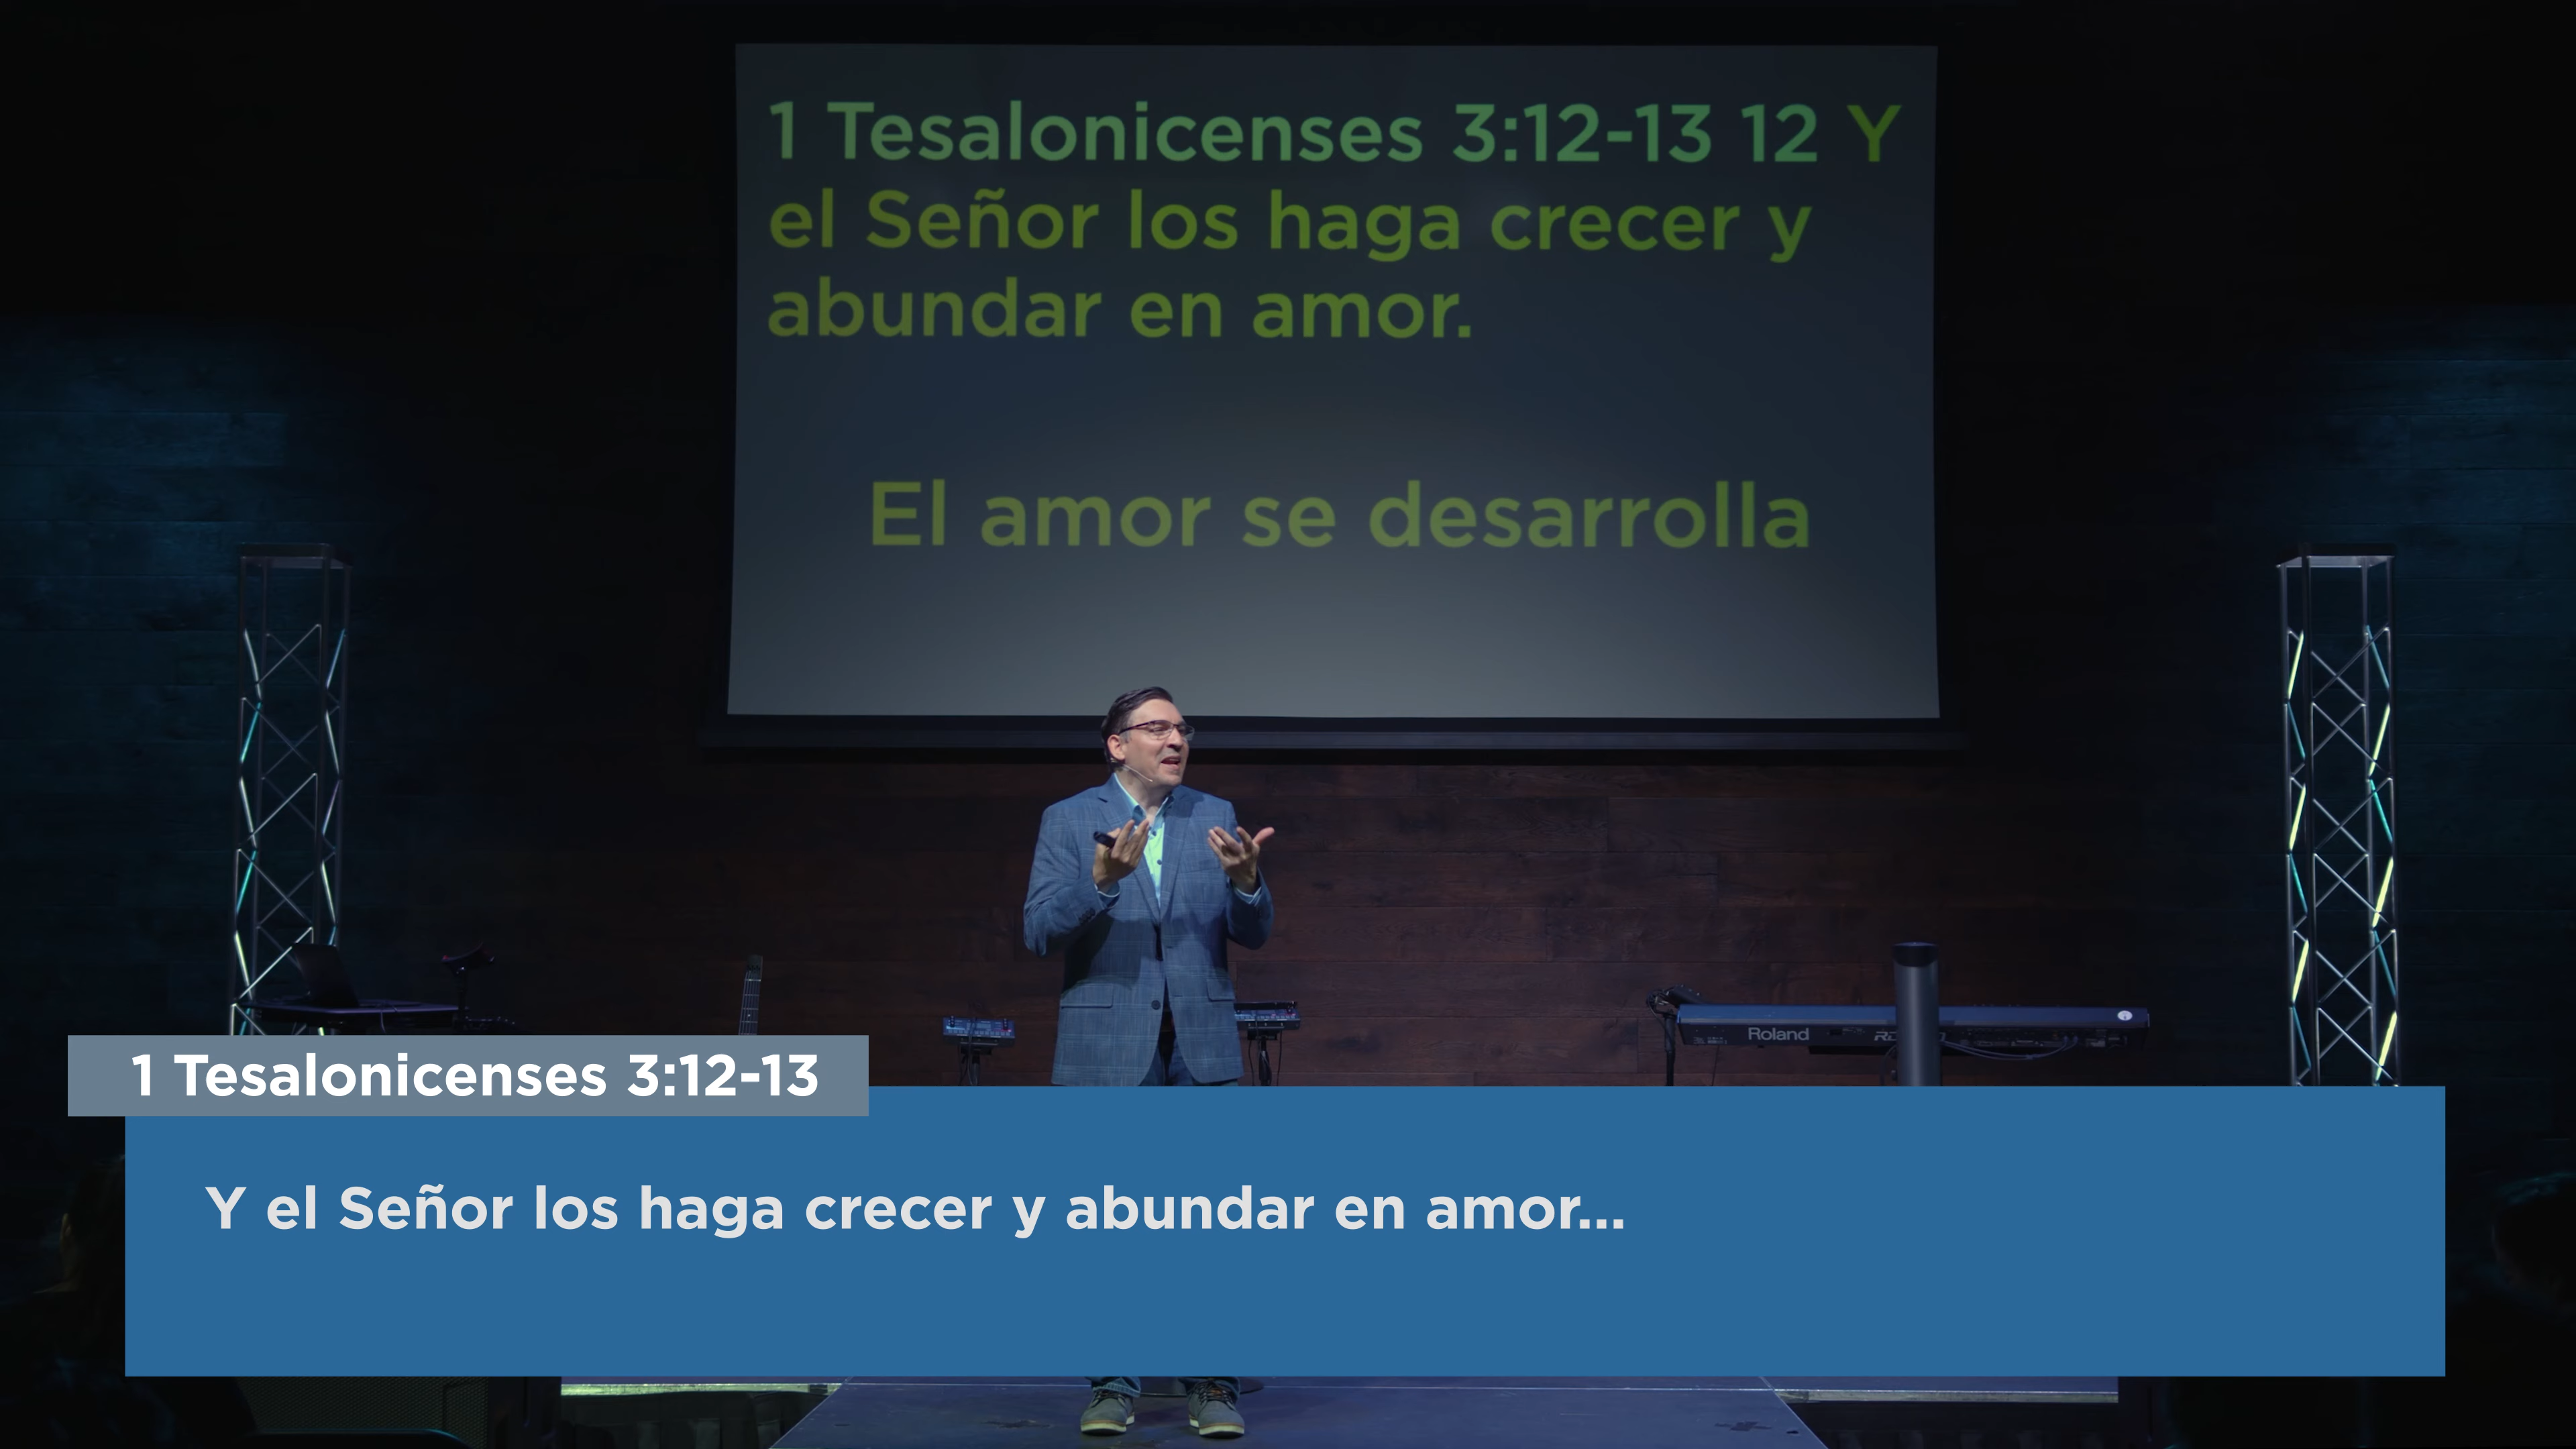 1 Tesalonicenses 3:12-13 12 Y
el Señor los haga crecer y
abundar en amor.
El amor se desarrolla
Roland
1 Tesalonicenses 3:12-13
Y el Señor los haga crecer y abundar en amor...